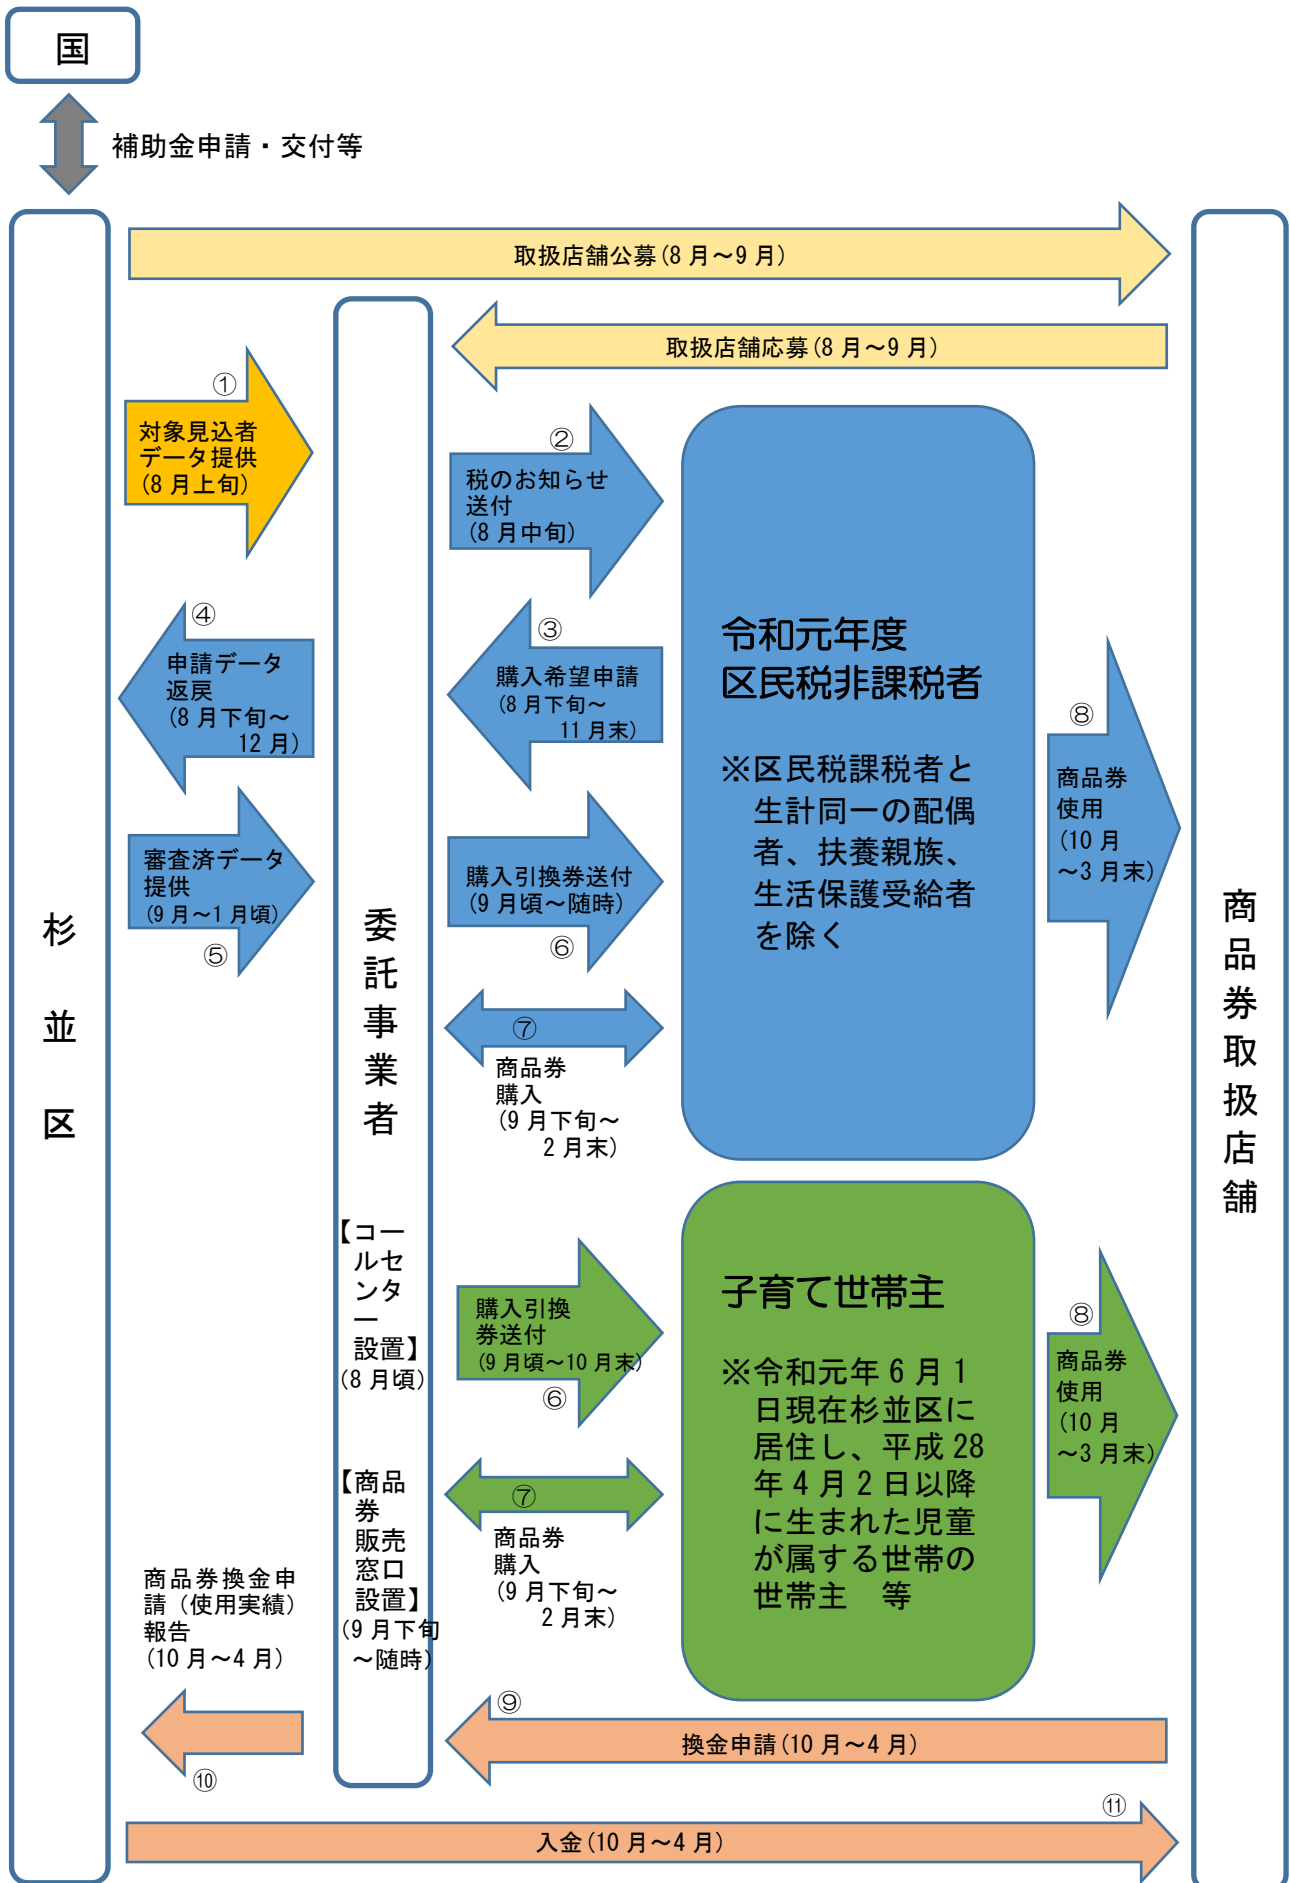 国
補助金申請・交付等
取扱店舗公募(8月～9月)
取扱店舗応募(8月～9月)
①
対象見込者
データ提供
(8月上旬)
②
税のお知らせ
送付
(8月中旬)
④
申請データ
返戻
(8月下旬～
12月)
③
購入希望申請
(8月下旬～
11月末)
審査済データ
提供
(9月～1月頃)
⑤
購入引換券送付
(9月頃～随時)
⑥
⑦
商品券
購入
(9月下旬～
2月末)
令和元年度
区民税非課税者
※区民税課税者と
生計同一の配偶
者、扶養親族、
生活保護受給者
を除く
⑧
商品券
使用
(10月
～3月末)
杉並区
委託事業者
商品券取扱店舗
【コー
ルセ
ンタ
ー
設置】
(8月頃)
購入引換
券送付
(9月頃～10月末)
⑥
子育て世帯主
※令和元年6月1
日現在杉並区に
居住し、平成28
年4月2日以降
に生まれた児童
が属する世帯の
世帯主　等
⑧
商品券
使用
(10月
～3月末)
【商品
券
販売
窓口
設置】
(9月下旬
～随時)
⑦
商品券
購入
(9月下旬～
2月末)
商品券換金申
請（使用実績）
報告
(10月～4月)
⑩
⑨
換金申請(10月～4月)
⑪
入金(10月～4月)